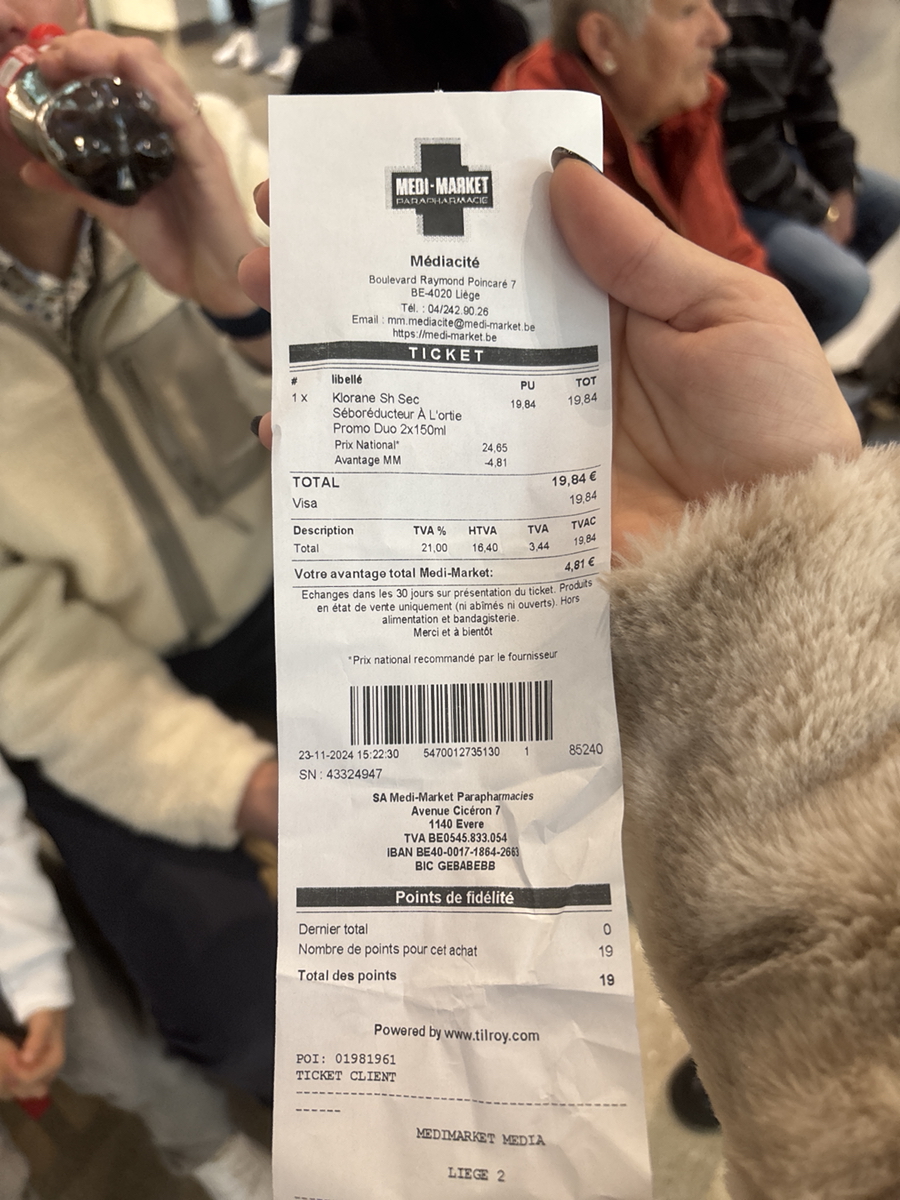 MEDI-MARKET
PARAPHARMACIE
Médiacité
Boulevard Raymond Poincaré 7
BE-4020 Liège
Tél. : 04/242.90.26
Email : mm.mediacite@medi-market.be
https://medi-market.be
TICKET
# libellé PU TOT
1 x Klorane Sh Sec 19,84 19,84
Séboréducteur À L'ortie
Promo Duo 2x150ml
Prix National* 24,65
Avantage MM -4,81
TOTAL 19,84 €
Visa 19,84
Description TVA % HTVA TVA TVAC
Total 21,00 16,40 3,44 19,84
Votre avantage total Medi-Market: 4,81 €
Echanges dans les 30 jours sur présentation du ticket. Produits
en état de vente uniquement (ni abîmés ni ouverts). Hors
alimentation et bandagisterie.
Merci et à bientôt
*Prix national recommandé par le fournisseur
23-11-2024 15:22:30 5470012735130 1 85240
SN : 43324947
SA Medi-Market Parapharmacies
Avenue Cicéron 7
1140 Evere
TVA BE0545.833.054
IBAN BE40-0017-1864-2663
BIC GEBABEBB
Points de fidélité
Dernier total 0
Nombre de points pour cet achat 19
Total des points 19
Powered by www.tilroy.com
POI: 01981961
TICKET CLIENT
--------------------------------------------
------
MEDIMARKET MEDIA
LIEGE 2